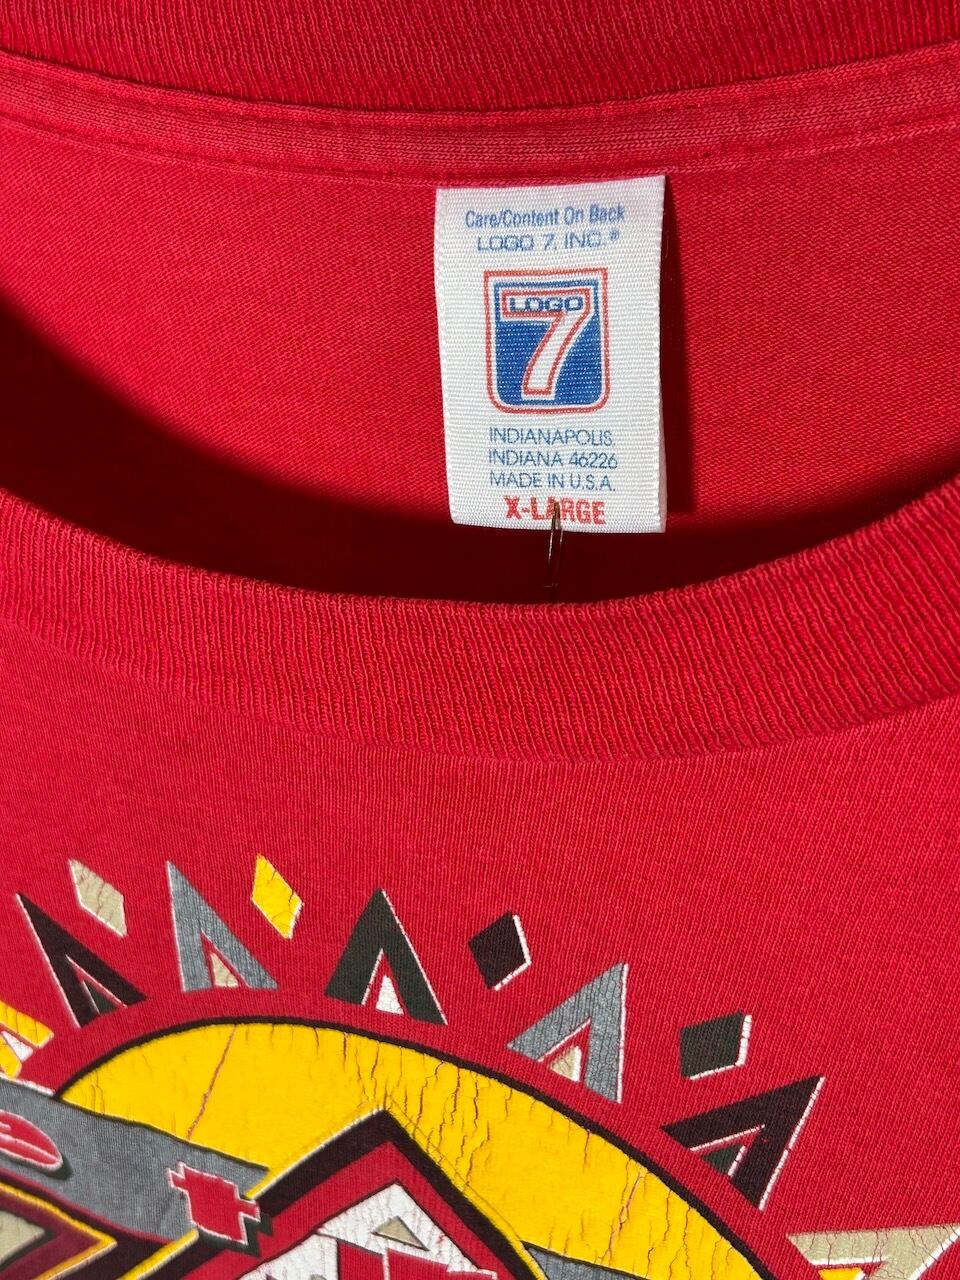 Care/Content On Back
LOGO 7, INC.®
LOGO
7
INDIANAPOLIS,
INDIANA 46226
MADE IN U.S.A.
X-LARGE